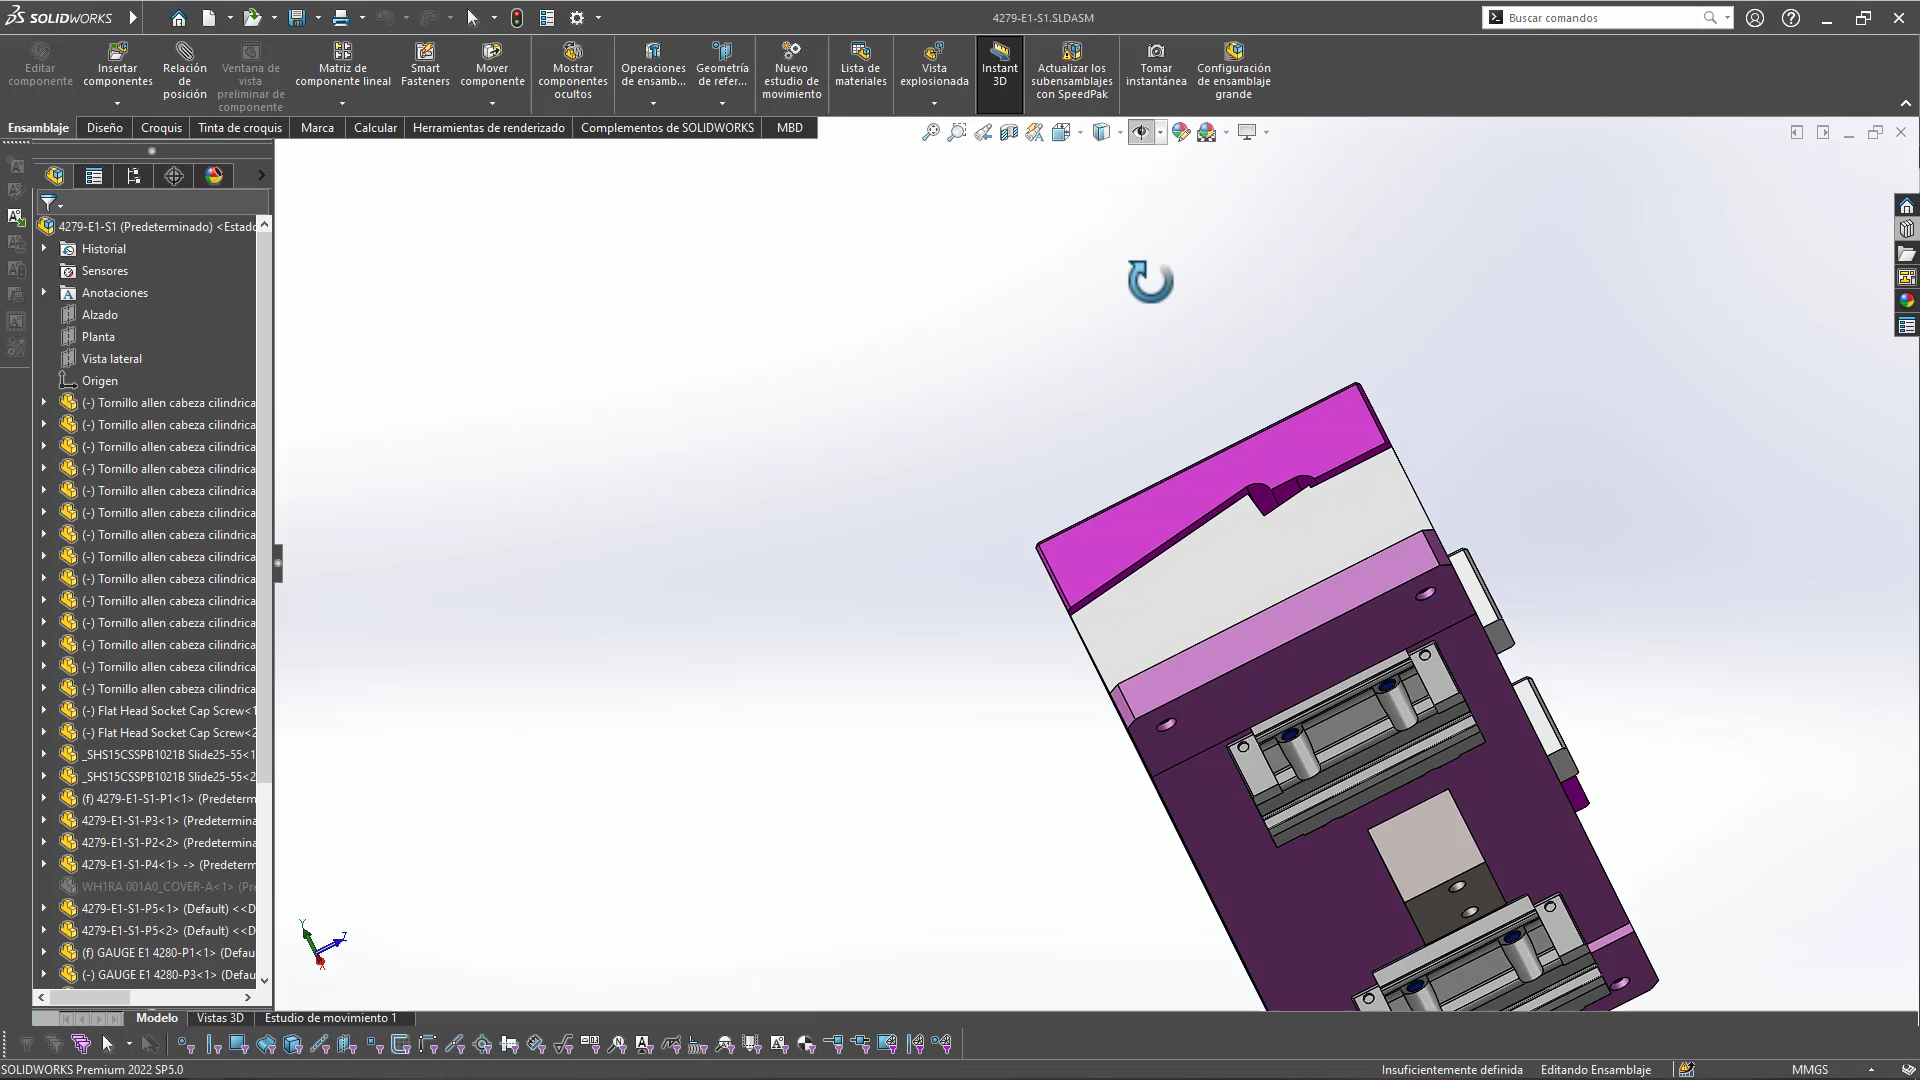 SOLIDWORKS
4279-E1-S1.SLDASM
Buscar comandos
Editar componente
Insertar componentes
Relación de posición
Ventana de vista preliminar de componente
Matriz de componente lineal
Smart Fasteners
Mover componente
Mostrar componentes ocultos
Operaciones de ensamb...
Geometría de refer...
Nuevo estudio de movimiento
Lista de materiales
Vista explosionada
Instant 3D
Actualizar los subensamblajes con SpeedPak
Tomar instantánea
Configuración de ensamblaje grande
Ensamblaje
Diseño
Croquis
Tinta de croquis
Marca
Calcular
Herramientas de renderizado
Complementos de SOLIDWORKS
MBD
4279-E1-S1 (Predeterminado) <Estado
Historial
Sensores
Anotaciones
Alzado
Planta
Vista lateral
Origen
(-) Tornillo allen cabeza cilindrica
(-) Tornillo allen cabeza cilindrica
(-) Tornillo allen cabeza cilindrica
(-) Tornillo allen cabeza cilindrica
(-) Tornillo allen cabeza cilindrica
(-) Tornillo allen cabeza cilindrica
(-) Tornillo allen cabeza cilindrica
(-) Tornillo allen cabeza cilindrica
(-) Tornillo allen cabeza cilindrica
(-) Tornillo allen cabeza cilindrica
(-) Tornillo allen cabeza cilindrica
(-) Tornillo allen cabeza cilindrica
(-) Tornillo allen cabeza cilindrica
(-) Tornillo allen cabeza cilindrica
(-) Flat Head Socket Cap Screw<1
(-) Flat Head Socket Cap Screw<2
_SHS15CSSPB1021B Slide25-55<1
_SHS15CSSPB1021B Slide25-55<2
(f) 4279-E1-S1-P1<1> (Predeterm
4279-E1-S1-P3<1> (Predetermina
4279-E1-S1-P2<2> (Predetermina
4279-E1-S1-P4<1> -> (Predeterm
WH1RA 001A0_COVER-A<1> (Pre
4279-E1-S1-P5<1> (Default) <<D
4279-E1-S1-P5<2> (Default) <<D
(f) GAUGE E1 4280-P1<1> (Defau
(-) GAUGE E1 4280-P3<1> (Defau
Y
Z
X
Modelo
Vistas 3D
Estudio de movimiento 1
SOLIDWORKS Premium 2022 SP5.0
Insuficientemente definida
Editando Ensamblaje
MMGS